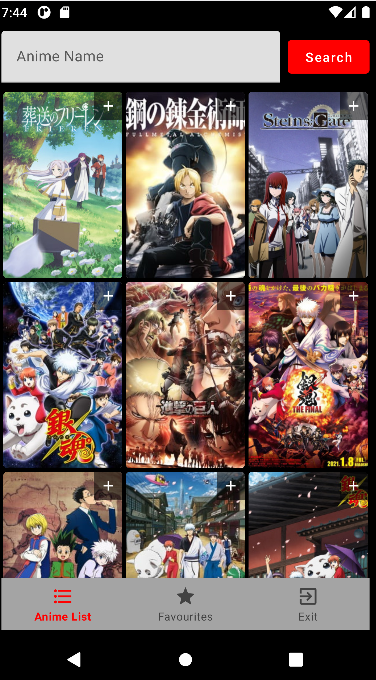 7:44
Anime Name
Search
葬送のフリーレン
FRIEREN
鋼の錬金術師
FULLMETAL ALCHEMIST
Steins;Gate
銀魂
進撃の巨人
銀魂
THE FINAL
2021.1.8
Anime List
Favourites
Exit